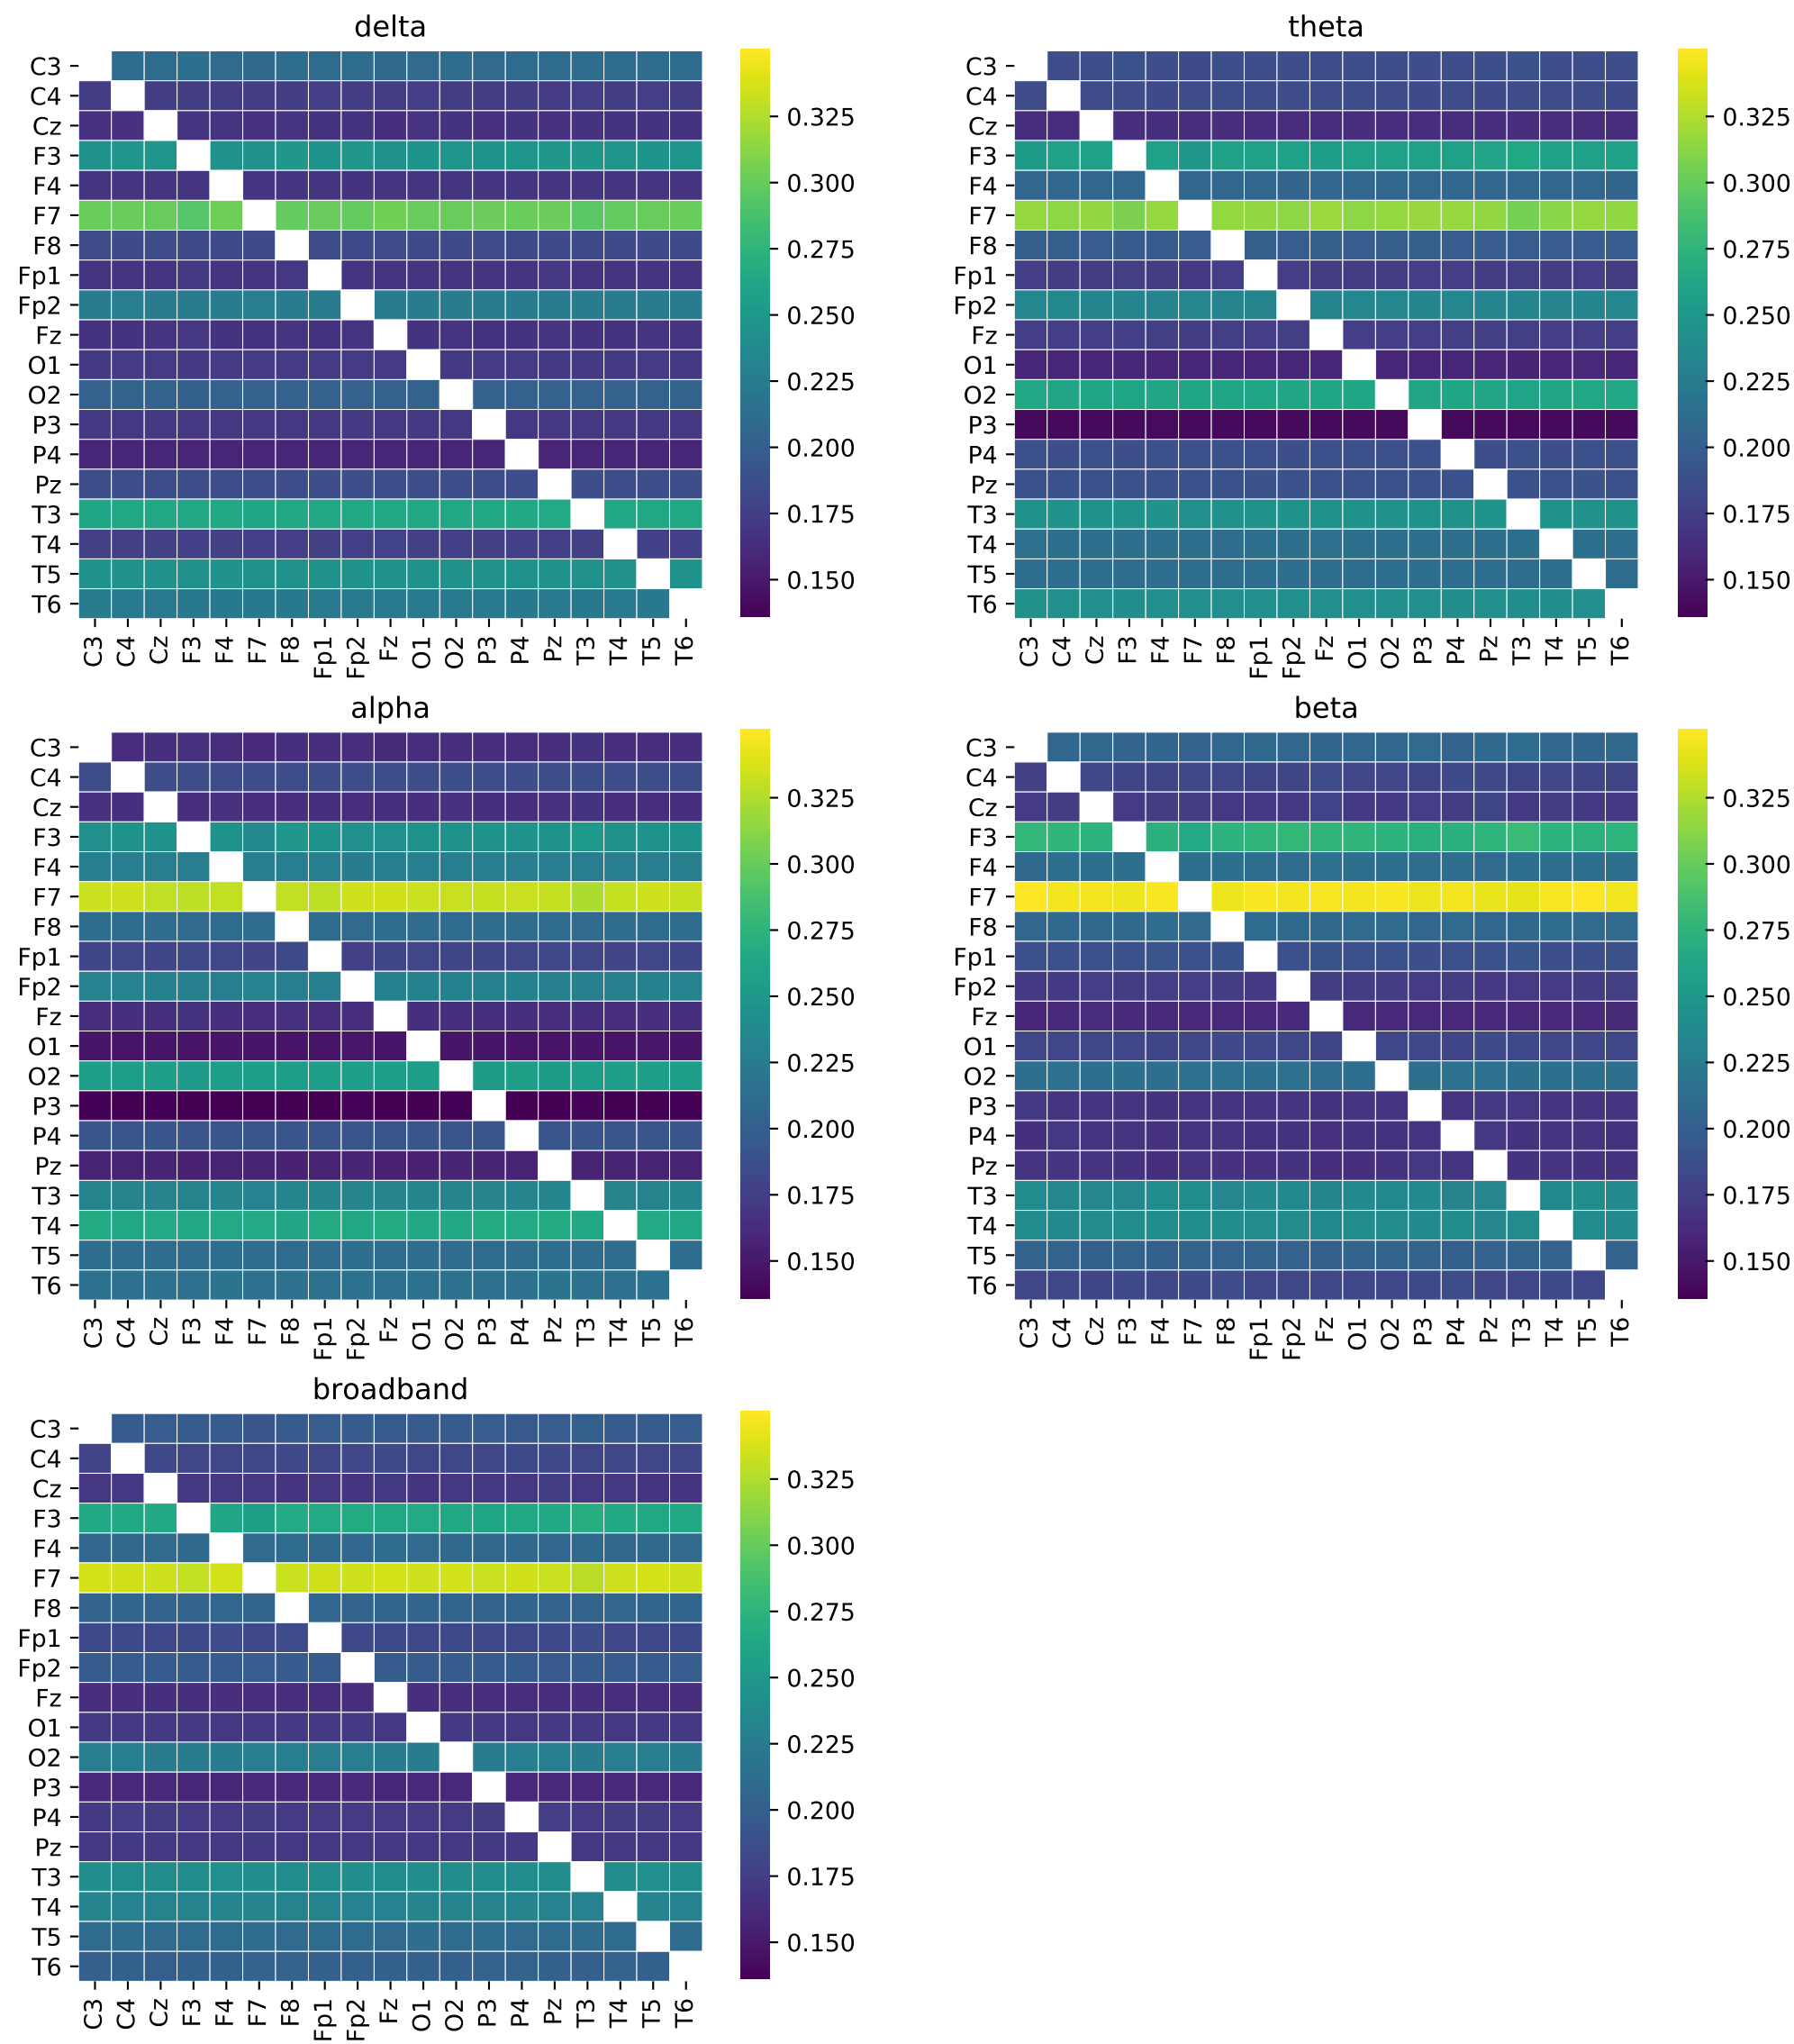 delta
C3
C4
Cz
F3
F4
F7
F8
Fp1
Fp2
Fz
O1
O2
P3
P4
Pz
T3
T4
T5
T6
C3 C4 Cz F3 F4 F7 F8 Fp1 Fp2 Fz O1 O2 P3 P4 Pz T3 T4 T5 T6
0.325
0.300
0.275
0.250
0.225
0.200
0.175
0.150
theta
C3
C4
Cz
F3
F4
F7
F8
Fp1
Fp2
Fz
O1
O2
P3
P4
Pz
T3
T4
T5
T6
C3 C4 Cz F3 F4 F7 F8 Fp1 Fp2 Fz O1 O2 P3 P4 Pz T3 T4 T5 T6
0.325
0.300
0.275
0.250
0.225
0.200
0.175
0.150
alpha
C3
C4
Cz
F3
F4
F7
F8
Fp1
Fp2
Fz
O1
O2
P3
P4
Pz
T3
T4
T5
T6
C3 C4 Cz F3 F4 F7 F8 Fp1 Fp2 Fz O1 O2 P3 P4 Pz T3 T4 T5 T6
0.325
0.300
0.275
0.250
0.225
0.200
0.175
0.150
beta
C3
C4
Cz
F3
F4
F7
F8
Fp1
Fp2
Fz
O1
O2
P3
P4
Pz
T3
T4
T5
T6
C3 C4 Cz F3 F4 F7 F8 Fp1 Fp2 Fz O1 O2 P3 P4 Pz T3 T4 T5 T6
0.325
0.300
0.275
0.250
0.225
0.200
0.175
0.150
broadband
C3
C4
Cz
F3
F4
F7
F8
Fp1
Fp2
Fz
O1
O2
P3
P4
Pz
T3
T4
T5
T6
C3 C4 Cz F3 F4 F7 F8 Fp1 Fp2 Fz O1 O2 P3 P4 Pz T3 T4 T5 T6
0.325
0.300
0.275
0.250
0.225
0.200
0.175
0.150